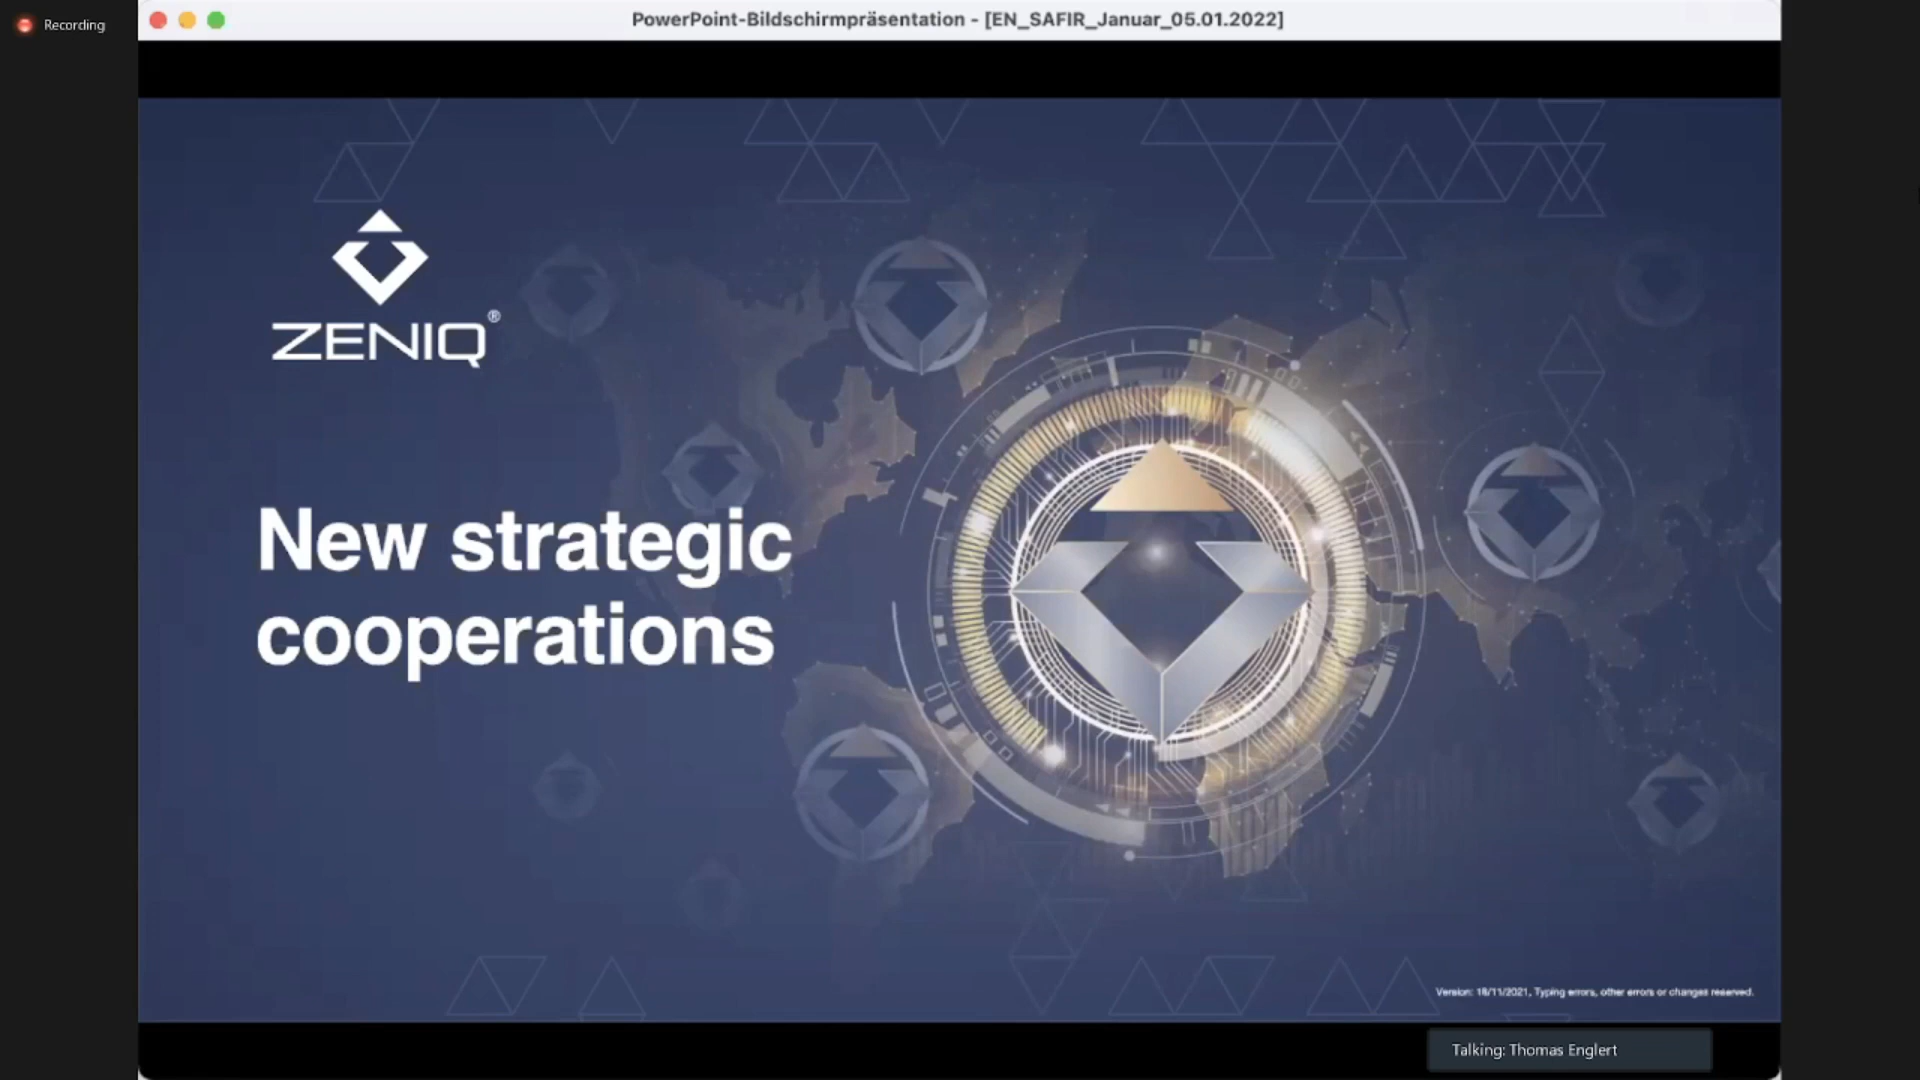 Recording
PowerPoint-Bildschirmpräsentation - [EN_SAFIR_Januar_05.01.2022]
ZENIQ®
New strategic
cooperations
Version: 18/11/2021, Typing errors, other errors or changes reserved.
Talking: Thomas Englert